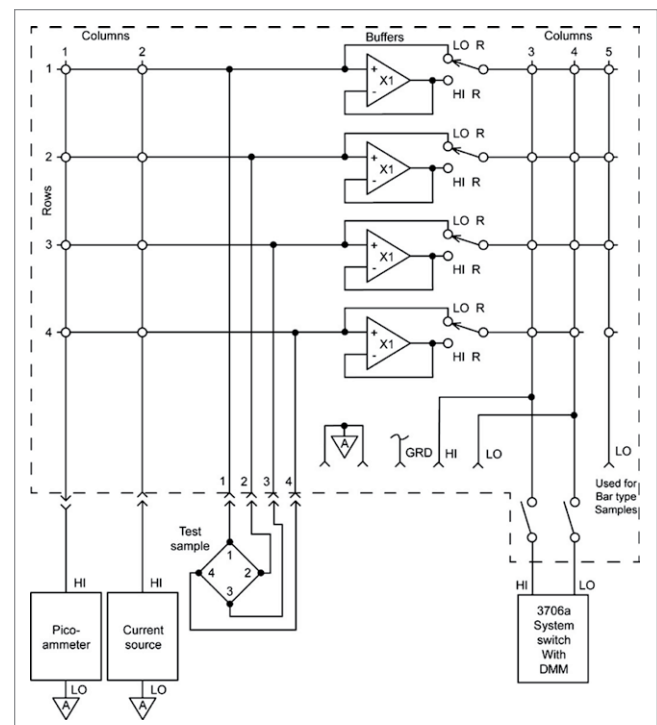 Columns
Buffers
Columns
1
2
LO R
3
4
5
1
+
-
X1
HI R
LO R
2
+
-
X1
HI R
Rows
LO R
3
+
-
X1
HI R
LO R
4
+
-
X1
HI R
A
GRD
HI
LO
LO
1
2
3
4
Used for
Bar type
Samples
Test
sample
1
4
2
3
HI
HI
HI
LO
Pico-
ammeter
Current
source
3706a
System
switch
With
DMM
LO
LO
A
A